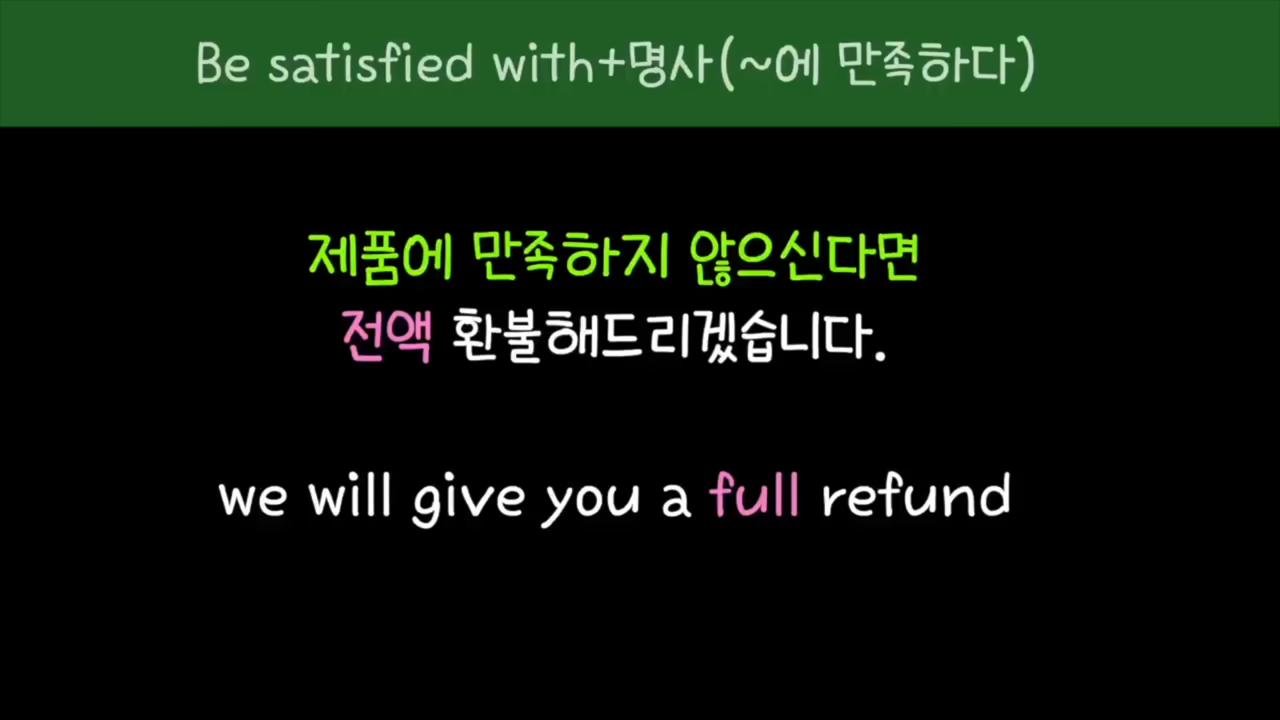 Be satisfied with+명사(~에 만족하다)
제품에 만족하지 않으신다면
전액 환불해드리겠습니다.
we will give you a full refund